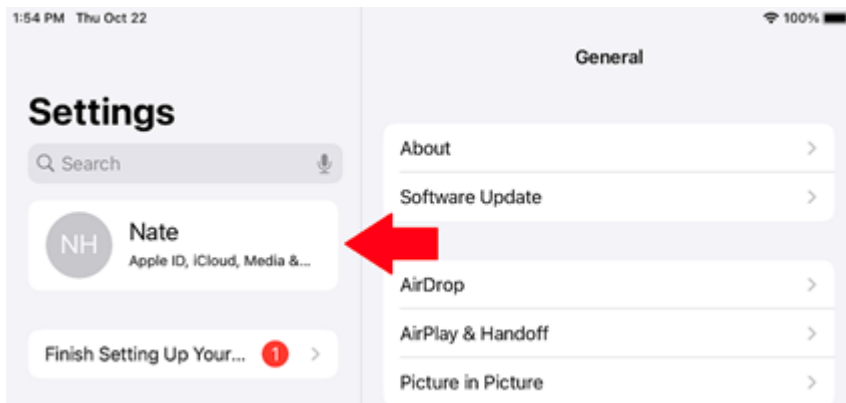 1:54 PM Thu Oct 22
100%
Settings
Search
NH
Nate
Apple ID, iCloud, Media &...
Finish Setting Up Your...
1
General
About
Software Update
AirDrop
AirPlay & Handoff
Picture in Picture